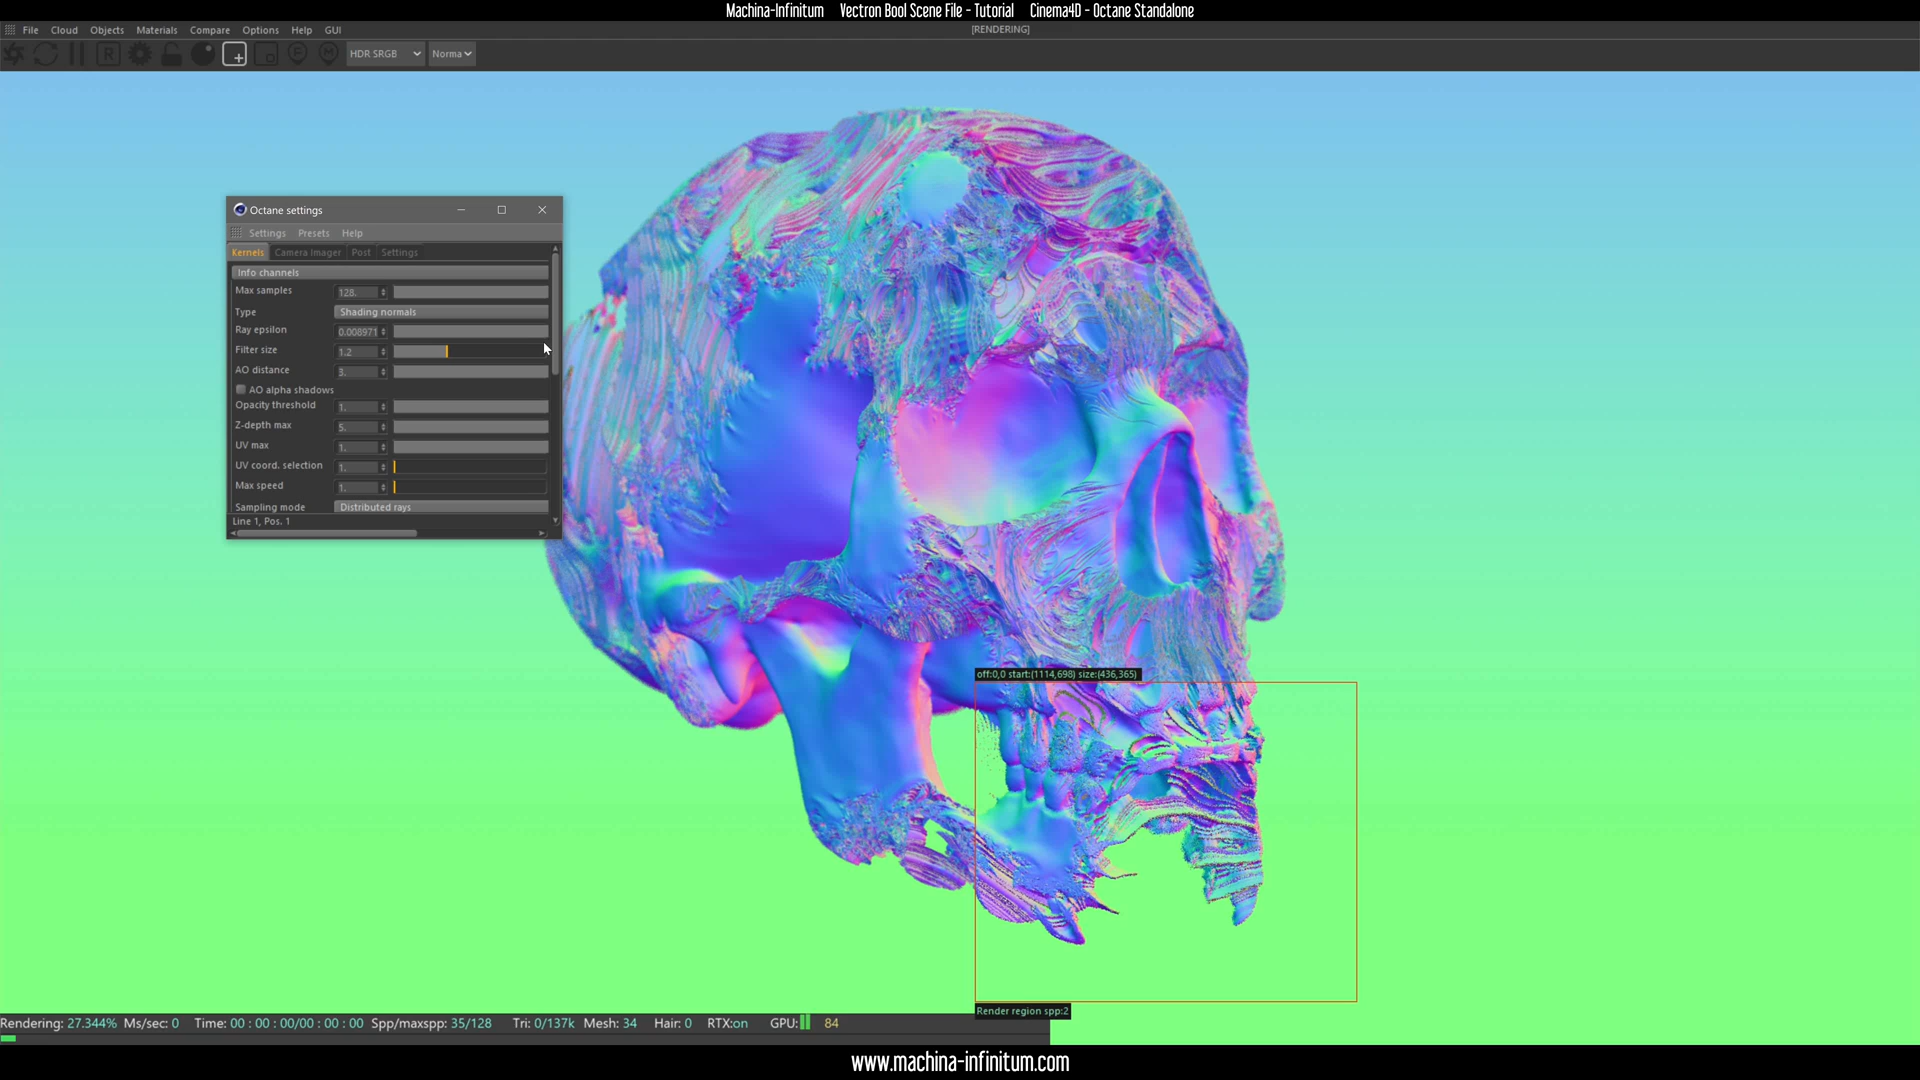 Machina-Infinitum Vectron Bool Scene File - Tutorial Cinema4D - Octane Standalone
File Cloud Objects Materials Compare Options Help GUI
[RENDERING]
R F M HDR SRGB Norma
Octane settings
Settings Presets Help
Kernels Camera Imager Post Settings
Info channels
Max samples 128.
Type Shading normals
Ray epsilon 0.008971
Filter size 1.2
AO distance 3.
AO alpha shadows
Opacity threshold 1.
Z-depth max 5.
UV max 1.
UV coord. selection 1.
Max speed 1.
Sampling mode Distributed rays
Line 1, Pos. 1
off:0,0 start:(1114,698) size:(436,365)
Render region spp:2
Rendering: 27.344% Ms/sec: 0 Time: 00 : 00 : 00/00 : 00 : 00 Spp/maxspp: 35/128 Tri: 0/137k Mesh: 34 Hair: 0 RTX:on GPU: 84
www.machina-infinitum.com